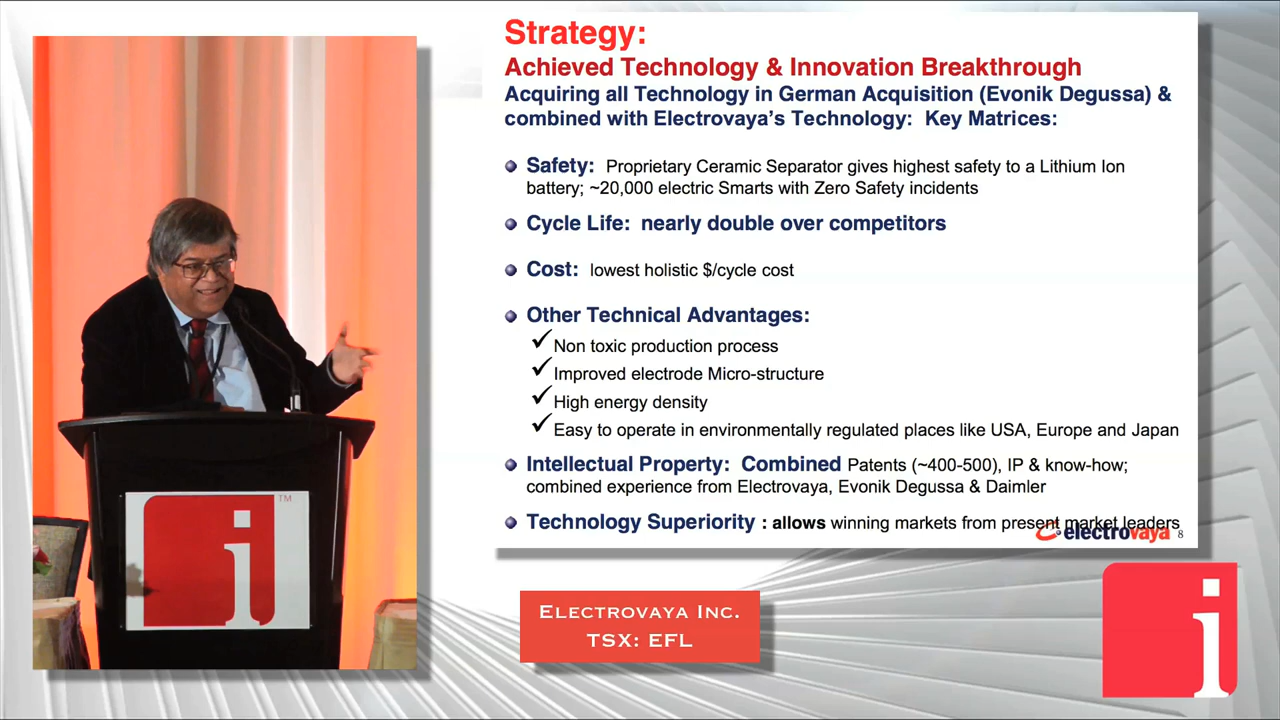 Strategy:
Achieved Technology & Innovation Breakthrough
Acquiring all Technology in German Acquisition (Evonik Degussa) &
combined with Electrovaya's Technology: Key Matrices:
Safety: Proprietary Ceramic Separator gives highest safety to a Lithium Ion
battery; ~20,000 electric Smarts with Zero Safety incidents
Cycle Life: nearly double over competitors
Cost: lowest holistic $/cycle cost
Other Technical Advantages:
Non toxic production process
Improved electrode Micro-structure
High energy density
Easy to operate in environmentally regulated places like USA, Europe and Japan
Intellectual Property: Combined Patents (~400-500), IP & know-how;
combined experience from Electrovaya, Evonik Degussa & Daimler
Technology Superiority : allows winning markets from present market leaders
electrovaya 8
i TM
Electrovaya Inc.
TSX: EFL
i